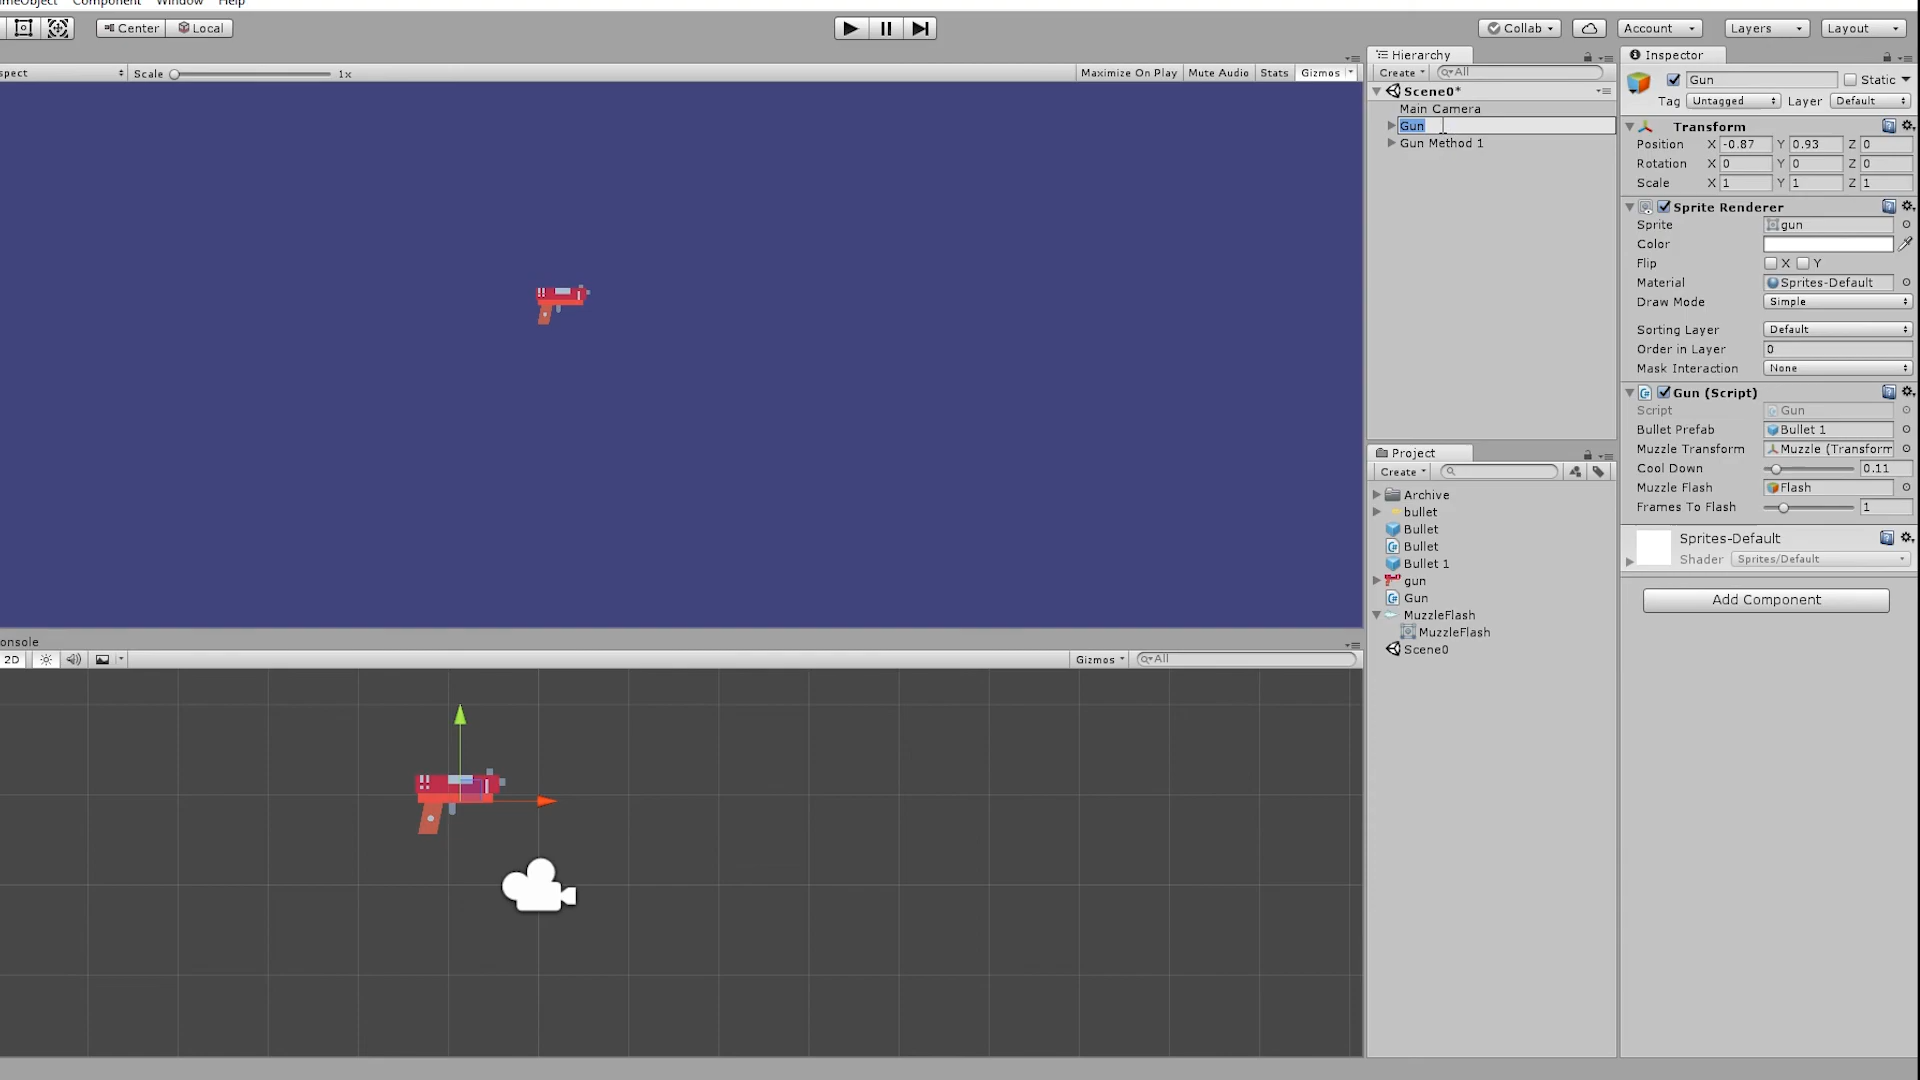 meObject Component Window Help
Center Local Collab Account Layers Layout
spect Scale 1x Maximize On Play Mute Audio Stats Gizmos
Hierarchy
Create All
Scene0*
Main Camera
Gun
Gun Method 1
Inspector
Gun Static
Tag Untagged Layer Default
Transform
Position X -0.87 Y 0.93 Z 0
Rotation X 0 Y 0 Z 0
Scale X 1 Y 1 Z 1
Sprite Renderer
Sprite gun
Color
Flip X Y
Material Sprites-Default
Draw Mode Simple
Sorting Layer Default
Order in Layer 0
Mask Interaction None
Gun (Script)
Script Gun
Bullet Prefab Bullet 1
Muzzle Transform Muzzle (Transform
Cool Down 0.11
Muzzle Flash Flash
Frames To Flash 1
Sprites-Default
Shader Sprites/Default
Add Component
Project
Create
Archive
bullet
Bullet
Bullet
Bullet 1
gun
Gun
MuzzleFlash
MuzzleFlash
Scene0
onsole
2D Gizmos All